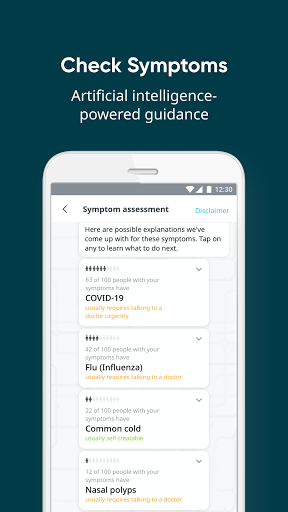 Check Symptoms
Artificial intelligence-
powered guidance
12:30
Symptom assessment
Disclaimer
Here are possible explanations we've
come up with for these symptoms. Tap on
any to learn what to do next.
63 of 100 people with your
symptoms have
COVID-19
usually requires talking to a
doctor urgently
42 of 100 people with your
symptoms have
Flu (Influenza)
usually requires talking to a doctor
22 of 100 people with your
symptoms have
Common cold
usually self-treatable
12 of 100 people with your
symptoms have
Nasal polyps
usually requires talking to a doctor